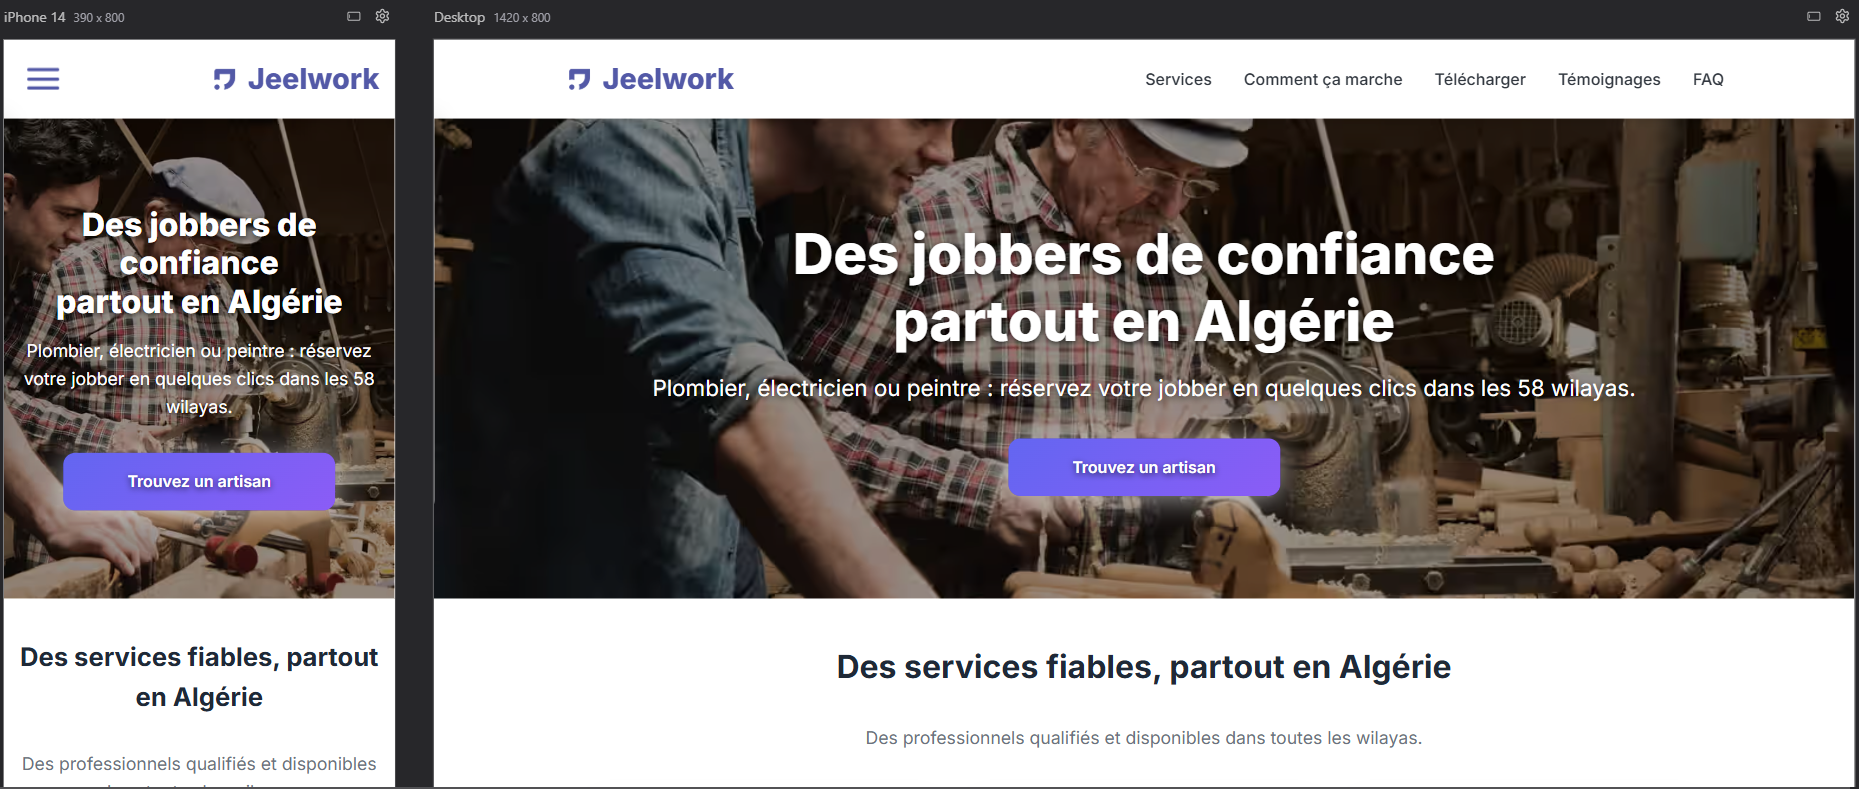 iPhone 14 390 x 800
Jeelwork
Des jobbers de
confiance
partout en Algérie
Plombier, électricien ou peintre : réservez
votre jobber en quelques clics dans les 58
wilayas.
Trouvez un artisan
Des services fiables, partout
en Algérie
Des professionnels qualifiés et disponibles
Desktop 1420 x 800
Jeelwork
Services Comment ça marche Télécharger Témoignages FAQ
Des jobbers de confiance
partout en Algérie
Plombier, électricien ou peintre : réservez votre jobber en quelques clics dans les 58 wilayas.
Trouvez un artisan
Des services fiables, partout en Algérie
Des professionnels qualifiés et disponibles dans toutes les wilayas.